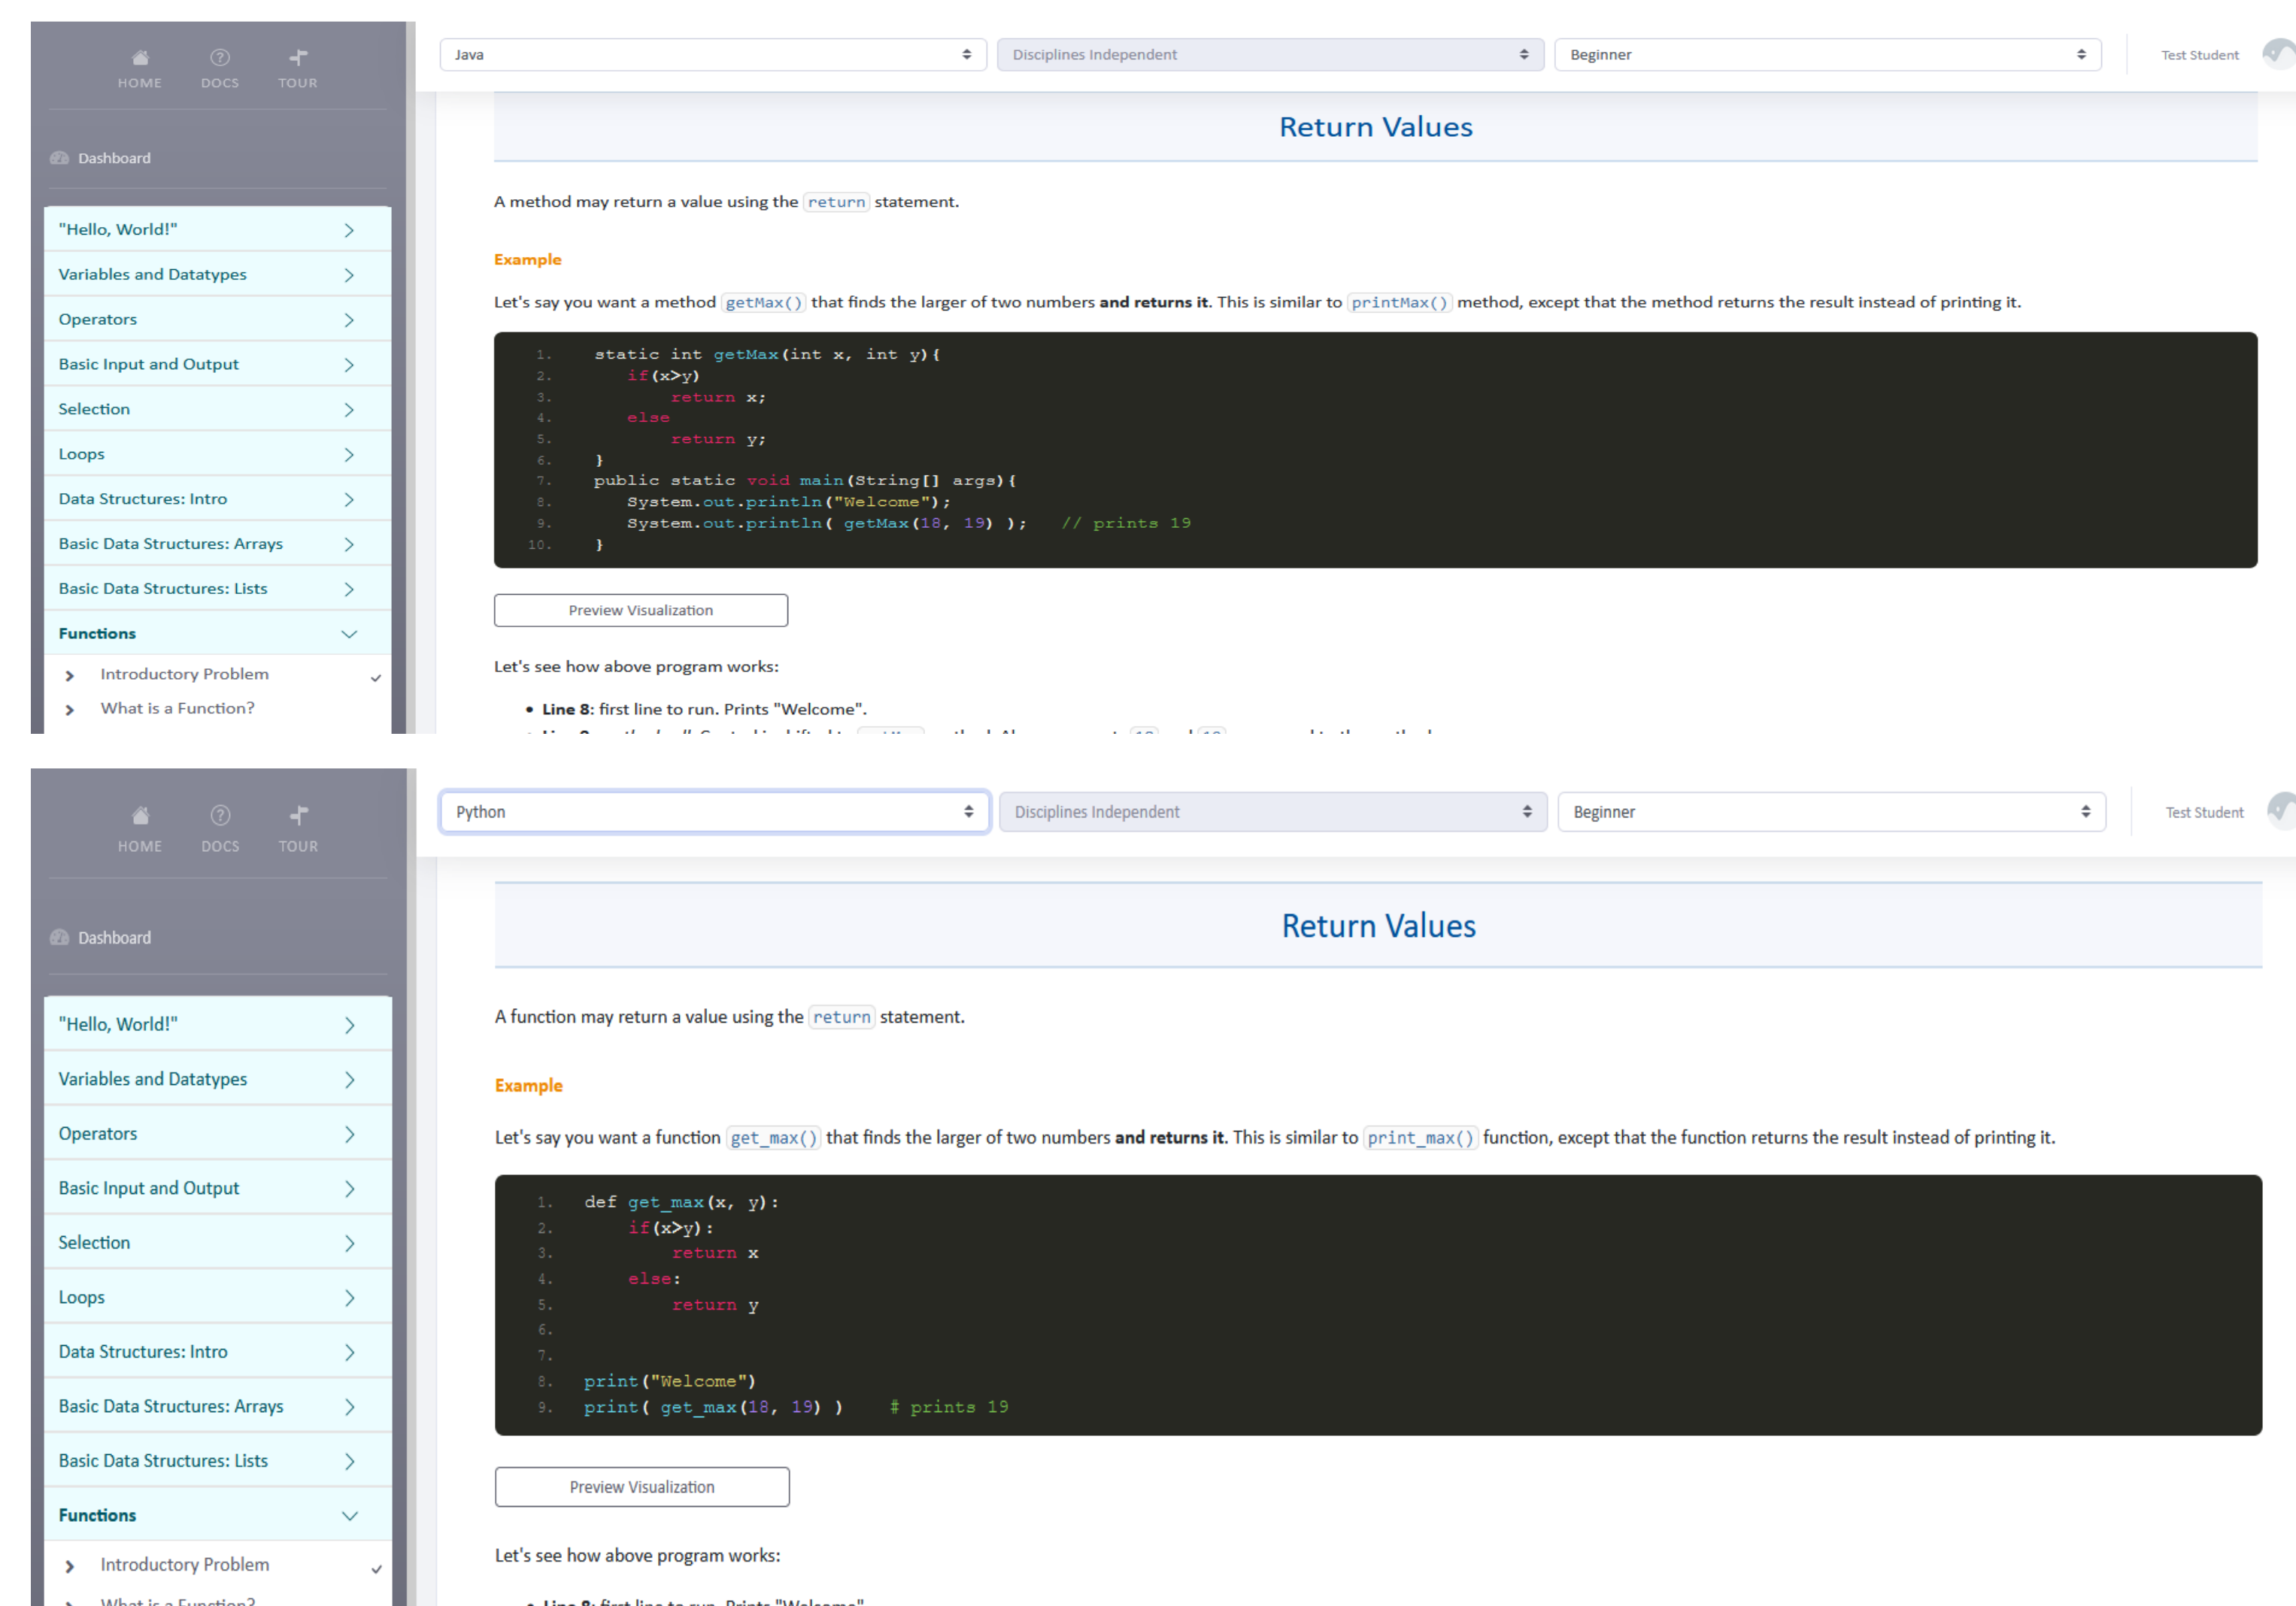 HOME DOCS TOUR
Java Disciplines Independent Beginner Test Student
Dashboard
"Hello, World!"
Variables and Datatypes
Operators
Basic Input and Output
Selection
Loops
Data Structures: Intro
Basic Data Structures: Arrays
Basic Data Structures: Lists
Functions
Introductory Problem
What is a Function?
Return Values
A method may return a value using the return statement.
Example
Let's say you want a method getMax() that finds the larger of two numbers and returns it. This is similar to printMax() method, except that the method returns the result instead of printing it.
1. static int getMax(int x, int y){
2. if(x>y)
3. return x;
4. else
5. return y;
6. }
7. public static void main(String[] args){
8. System.out.println("Welcome");
9. System.out.println( getMax(18, 19) ); // prints 19
10. }
Preview Visualization
Let's see how above program works:
• Line 8: first line to run. Prints "Welcome".
HOME DOCS TOUR
Python Disciplines Independent Beginner Test Student
Dashboard
"Hello, World!"
Variables and Datatypes
Operators
Basic Input and Output
Selection
Loops
Data Structures: Intro
Basic Data Structures: Arrays
Basic Data Structures: Lists
Functions
Introductory Problem
What is a Function?
Return Values
A function may return a value using the return statement.
Example
Let's say you want a function get_max() that finds the larger of two numbers and returns it. This is similar to print_max() function, except that the function returns the result instead of printing it.
1. def get_max(x, y):
2. if(x>y):
3. return x
4. else:
5. return y
6.
7.
8. print("Welcome")
9. print( get_max(18, 19) ) # prints 19
Preview Visualization
Let's see how above program works:
• Line 8: first line to run. Prints "Welcome"